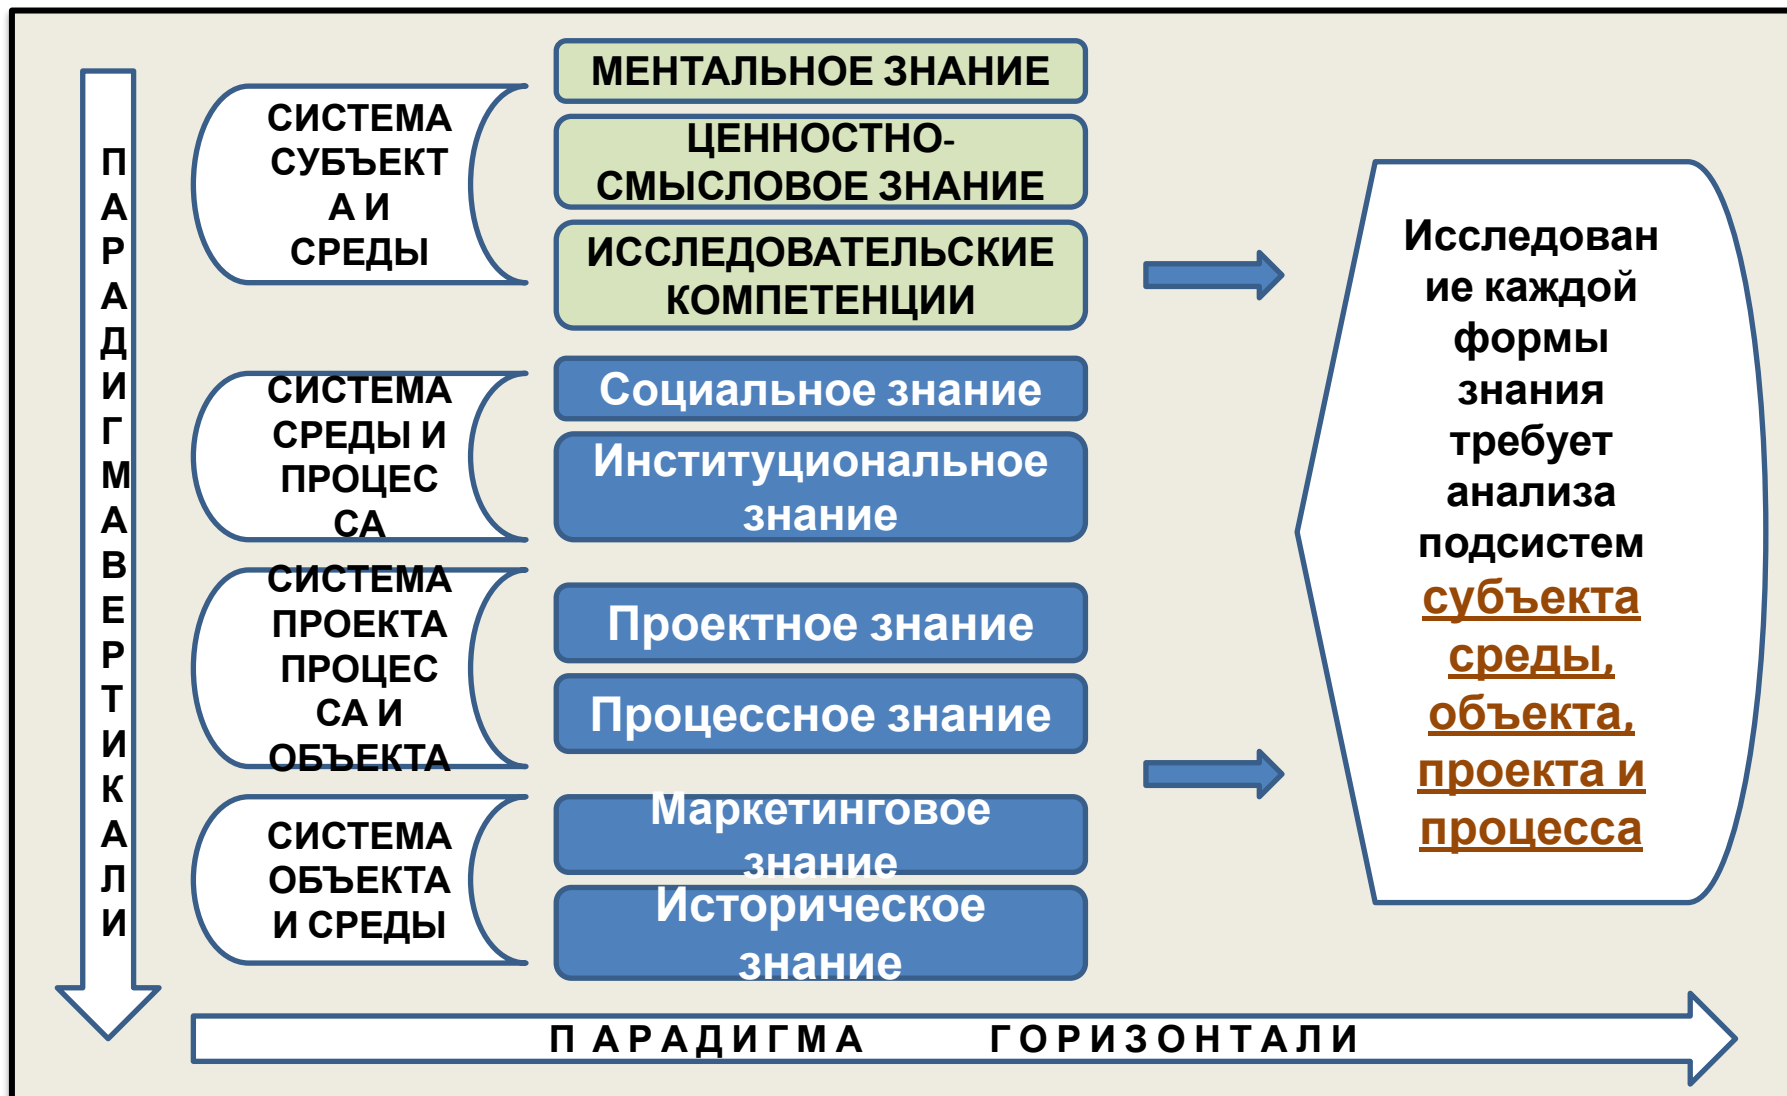 П
А
Р
А
Д
И
Г
М
А
В
Е
Р
Т
И
К
А
Л
И
СИСТЕМА
СУБЪЕКТ
А И
СРЕДЫ
МЕНТАЛЬНОЕ ЗНАНИЕ
ЦЕННОСТНО-
СМЫСЛОВОЕ ЗНАНИЕ
ИССЛЕДОВАТЕЛЬСКИЕ
КОМПЕТЕНЦИИ
СИСТЕМА
СРЕДЫ И
ПРОЦЕС
СА
Социальное знание
Институциональное
знание
СИСТЕМА
ПРОЕКТА
ПРОЦЕС
СА И
ОБЪЕКТА
Проектное знание
Процессное знание
СИСТЕМА
ОБЪЕКТА
И СРЕДЫ
Маркетинговое
знание
Историческое
знание
Исследован
ие каждой
формы
знания
требует
анализа
подсистем
субъекта
среды,
объекта,
проекта и
процесса
П А Р А Д И Г М А Г О Р И З О Н Т А Л И